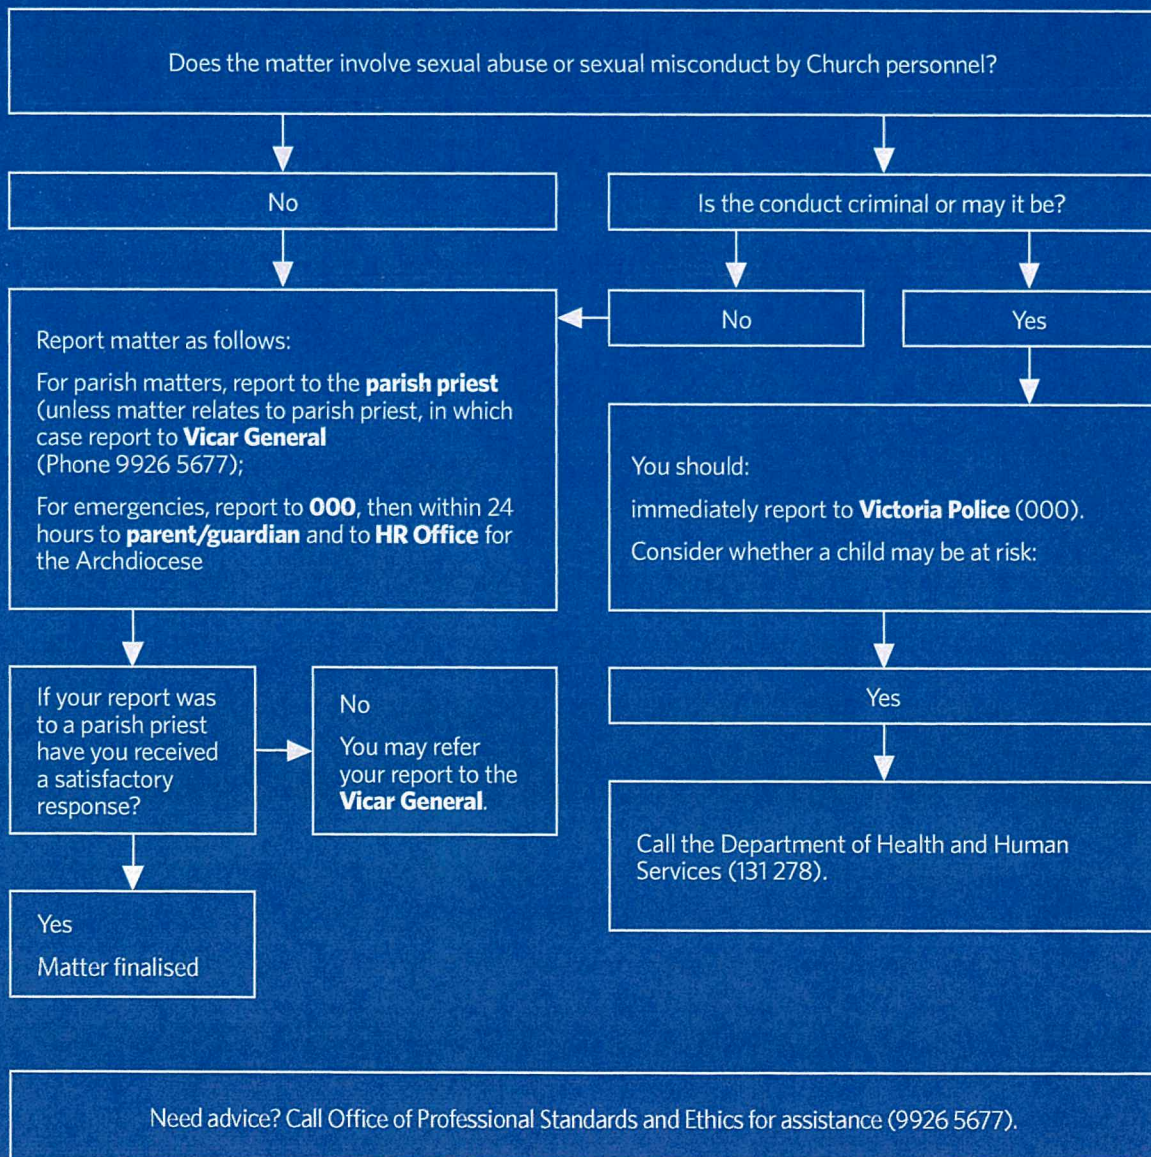 Does the matter involve sexual abuse or sexual misconduct by Church personnel?
No
Is the conduct criminal or may it be?
No
Yes
Report matter as follows:
For parish matters, report to the parish priest
(unless matter relates to parish priest, in which
case report to Vicar General
(Phone 9926 5677);
For emergencies, report to 000, then within 24
hours to parent/guardian and to HR Office for
the Archdiocese
You should:
immediately report to Victoria Police (000).
Consider whether a child may be at risk:
If your report was
to a parish priest
have you received
a satisfactory
response?
No
You may refer
your report to the
Vicar General.
Yes
Call the Department of Health and Human
Services (131 278).
Yes
Matter finalised
Need advice? Call Office of Professional Standards and Ethics for assistance (9926 5677).